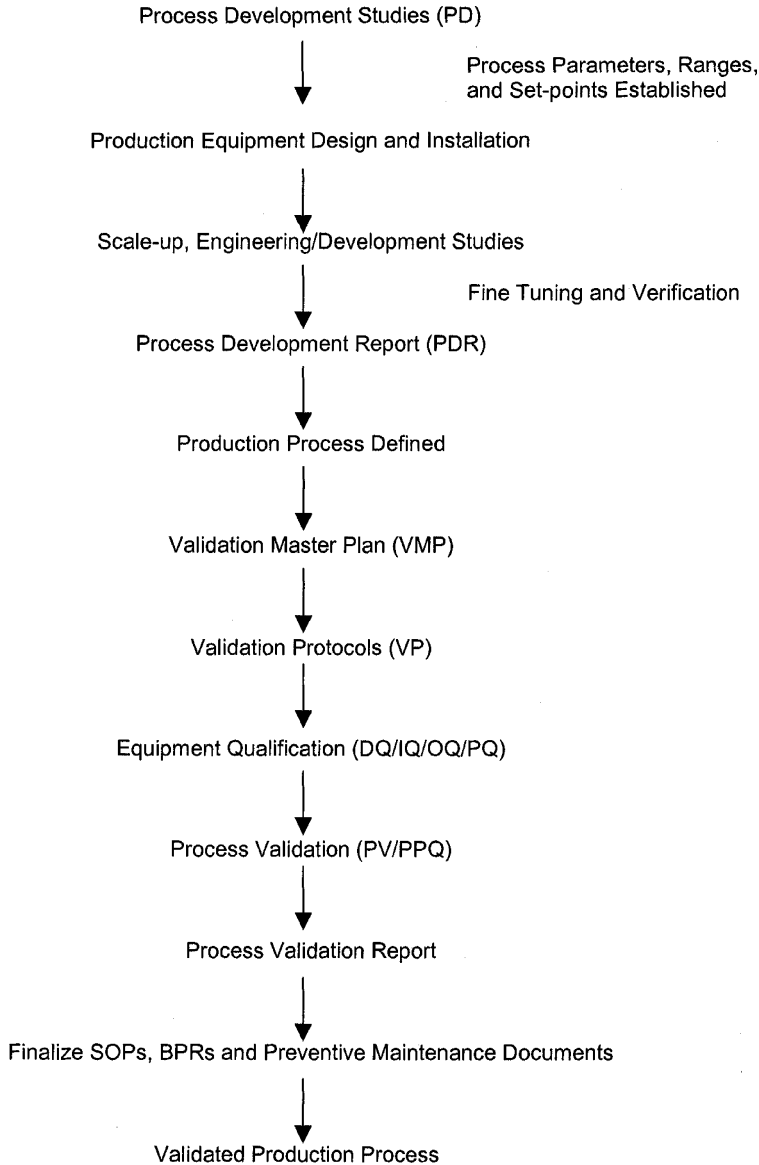 Process Development Studies (PD)
Process Parameters, Ranges,
and Set-points Established
Production Equipment Design and Installation
Scale-up, Engineering/Development Studies
Fine Tuning and Verification
Process Development Report (PDR)
Production Process Defined
Validation Master Plan (VMP)
Validation Protocols (VP)
Equipment Qualification (DQ/IQ/OQ/PQ)
Process Validation (PV/PPQ)
Process Validation Report
Finalize SOPs, BPRs and Preventive Maintenance Documents
Validated Production Process